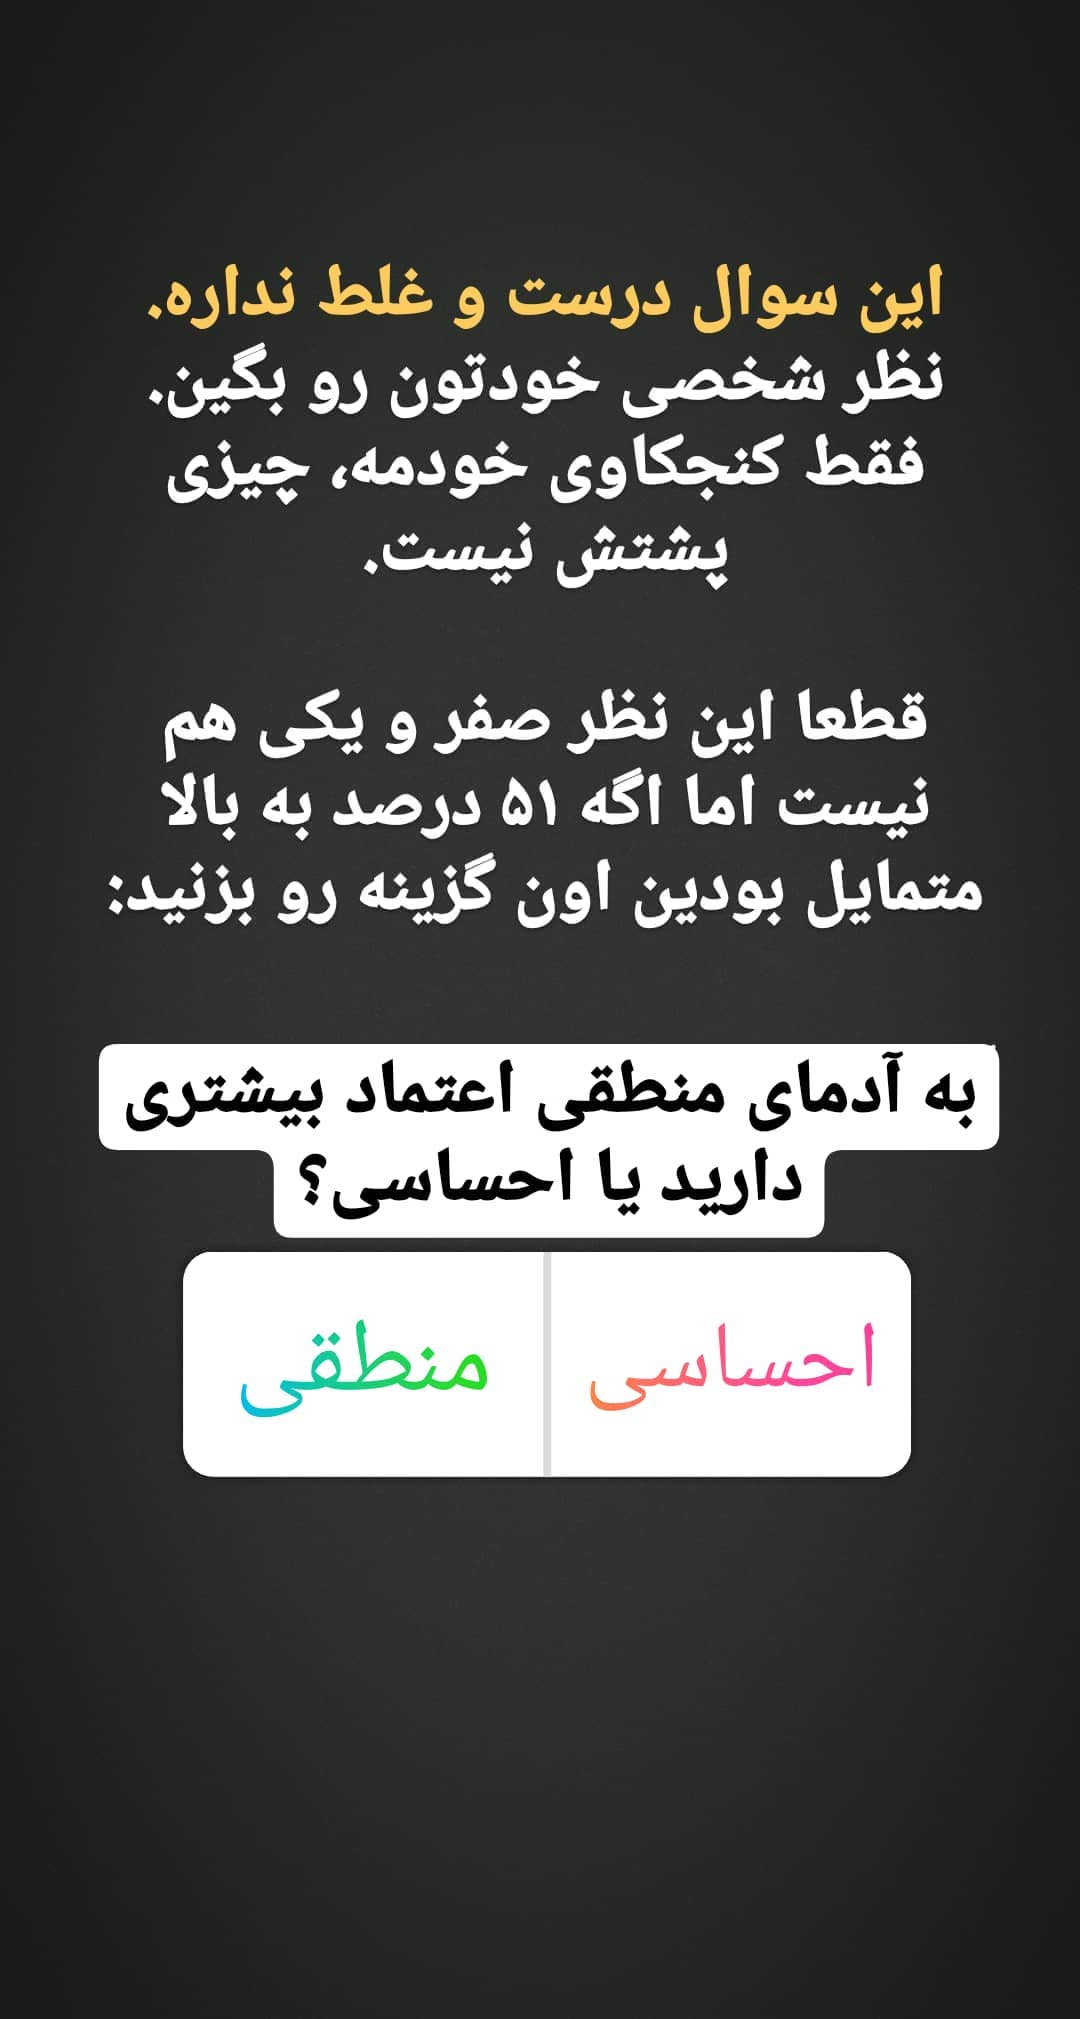 این سوال درست و غلط نداره.
نظر شخصی خودتون رو بگین.
فقط کنجکاوی خودمه، چیزی
پشتش نیست.
قطعا این نظر صفر و یکی هم
نیست اما اگه ۵۱ درصد به بالا
متمایل بودین اون گزینه رو بزنید:
به آدمای منطقی اعتماد بیشتری
دارید یا احساسی؟
احساسی
منطقی